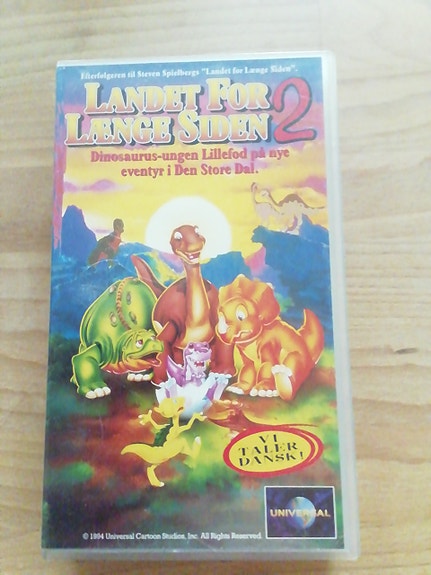 Efterfølgeren til Steven Spielbergs "Landet for Længe Siden".
LANDET FOR
LÆNGE SIDEN 2
Dinosaurus-ungen Lillefod på nye
eventyr i Den Store Dal.
VI
TALER
DANSK!
UNIVERSAL
© 1994 Universal Cartoon Studios, Inc. All Rights Reserved.